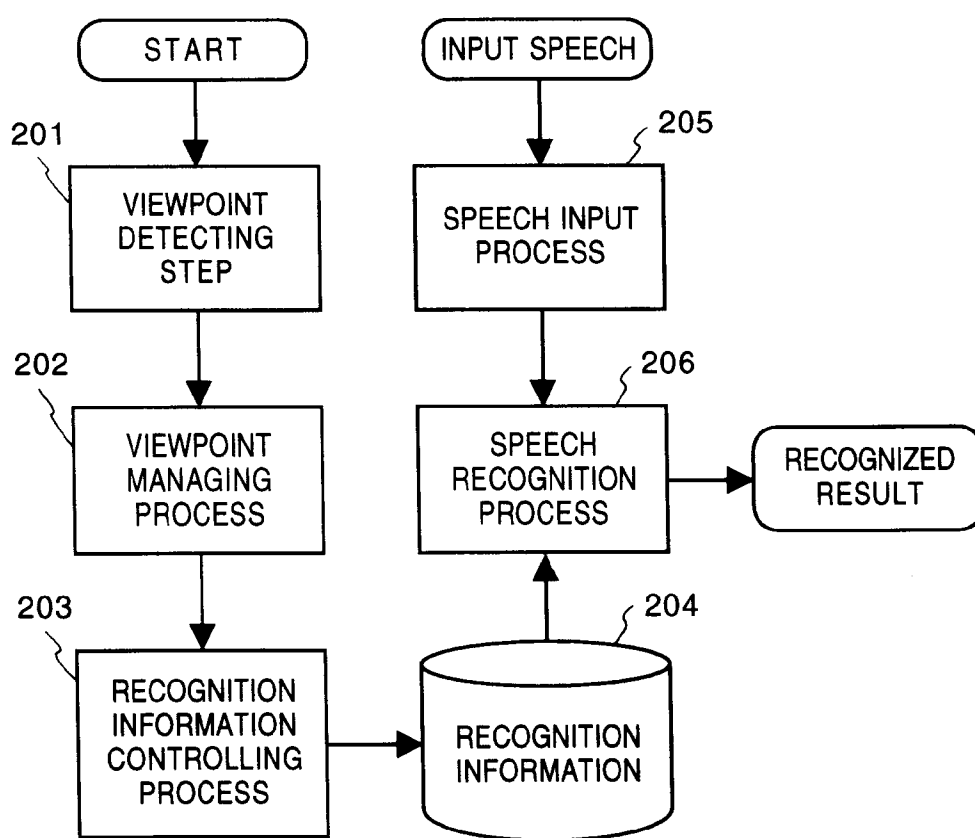 START
INPUT SPEECH
201
VIEWPOINT
DETECTING
STEP
205
SPEECH INPUT
PROCESS
202
VIEWPOINT
MANAGING
PROCESS
206
SPEECH
RECOGNITION
PROCESS
RECOGNIZED
RESULT
203
RECOGNITION
INFORMATION
CONTROLLING
PROCESS
204
RECOGNITION
INFORMATION